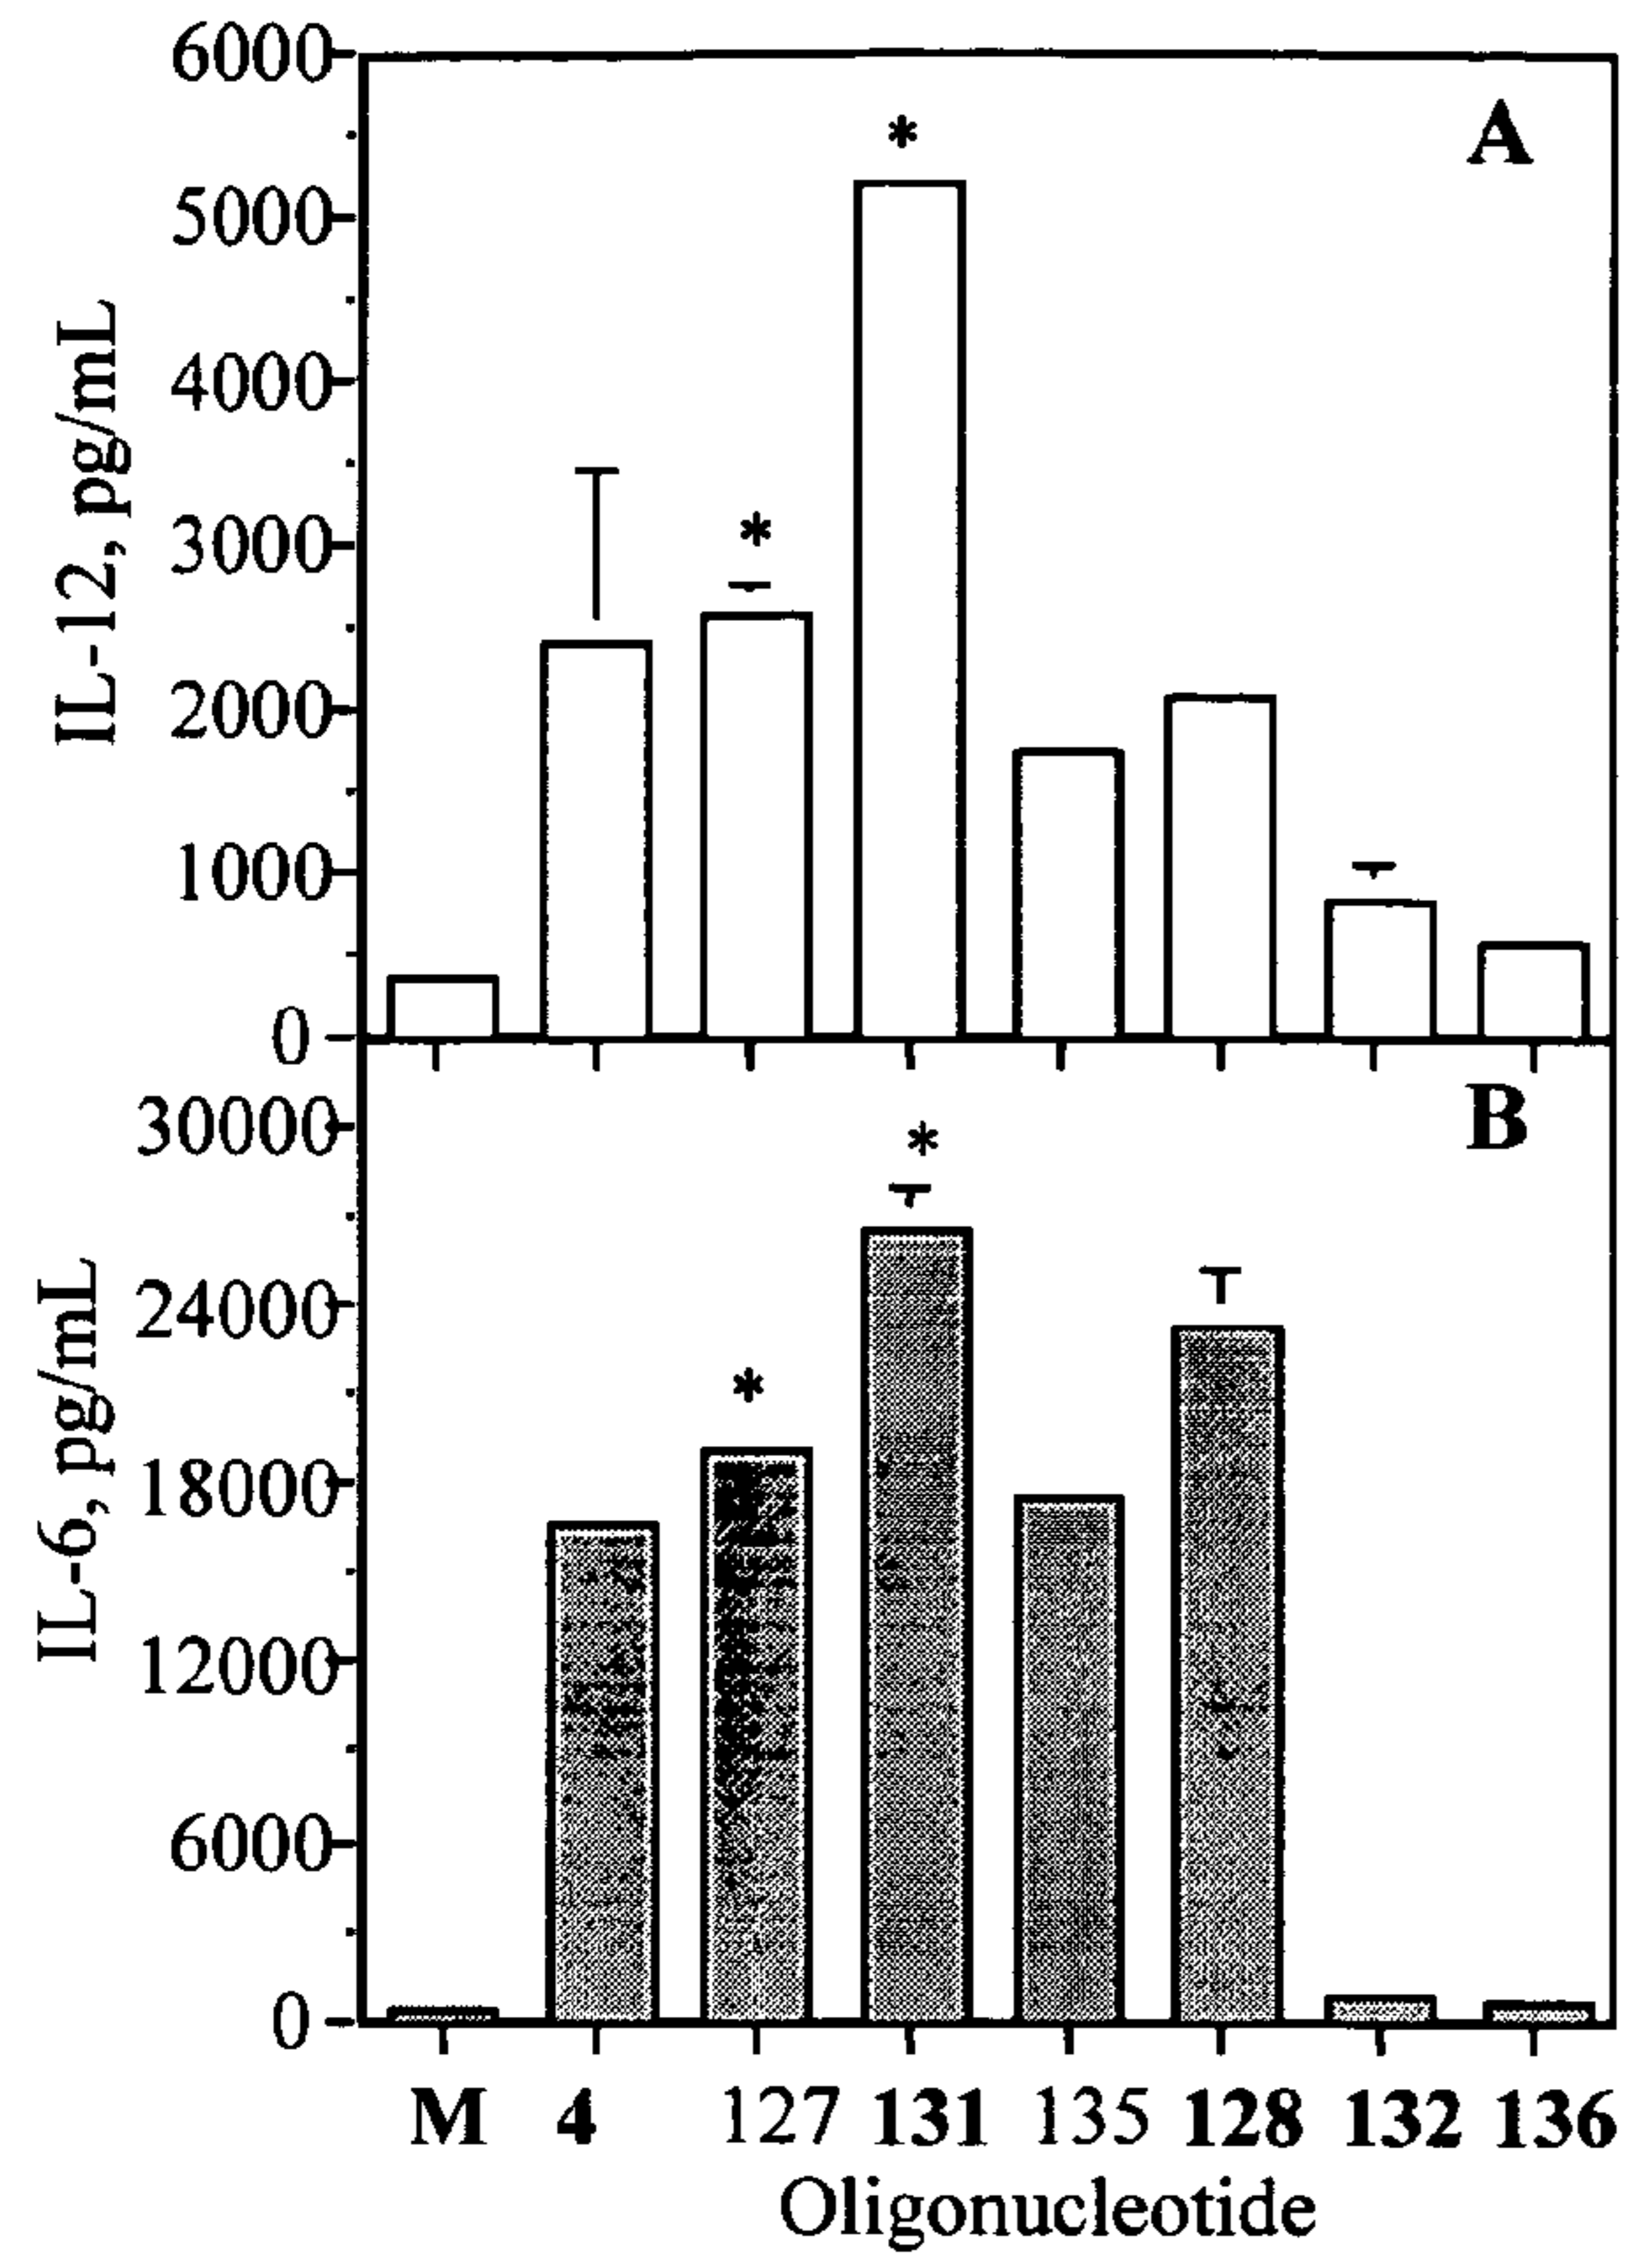 6000
A
*
5000
4000
*
3000
2000
1000
0
IL-12, pg/mL
30000
B
*
24000
*
18000
12000
6000
0
IL-6, pg/mL
M 4 127 131 135 128 132 136
Oligonucleotide